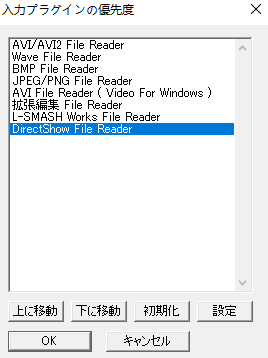 入力プラグインの優先度
AVI/AVI2 File Reader
Wave File Reader
BMP File Reader
JPEG/PNG File Reader
AVI File Reader ( Video For Windows )
拡張編集 File Reader
L-SMASH Works File Reader
DirectShow File Reader
上に移動 下に移動 初期化 設定
OK キャンセル